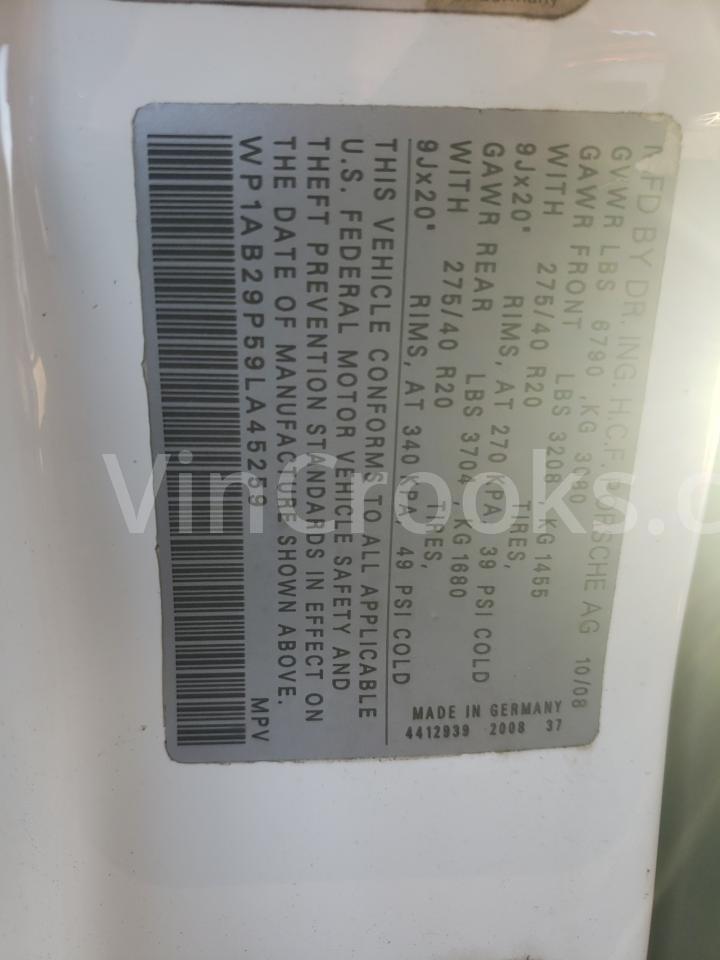 MFD BY DR. ING. H.C.F. PORSCHE AG 10/08
GVWR LBS 6790 ,KG 3080
GAWR FRONT LBS 3208 , KG 1455
WITH 275/40 R20 TIRES,
9Jx20" RIMS, AT 270 KPA, 39 PSI COLD
GAWR REAR LBS 3704 , KG 1680
WITH 275/40 R20 TIRES,
9Jx20" RIMS, AT 340 KPA, 49 PSI COLD
MADE IN GERMANY
4412939 2008 37
THIS VEHICLE CONFORMS TO ALL APPLICABLE
U.S. FEDERAL MOTOR VEHICLE SAFETY AND
THEFT PREVENTION STANDARDS IN EFFECT ON
THE DATE OF MANUFACTURE SHOWN ABOVE.
WP1AB29P59LA45259 MPV
VinCrooks.c